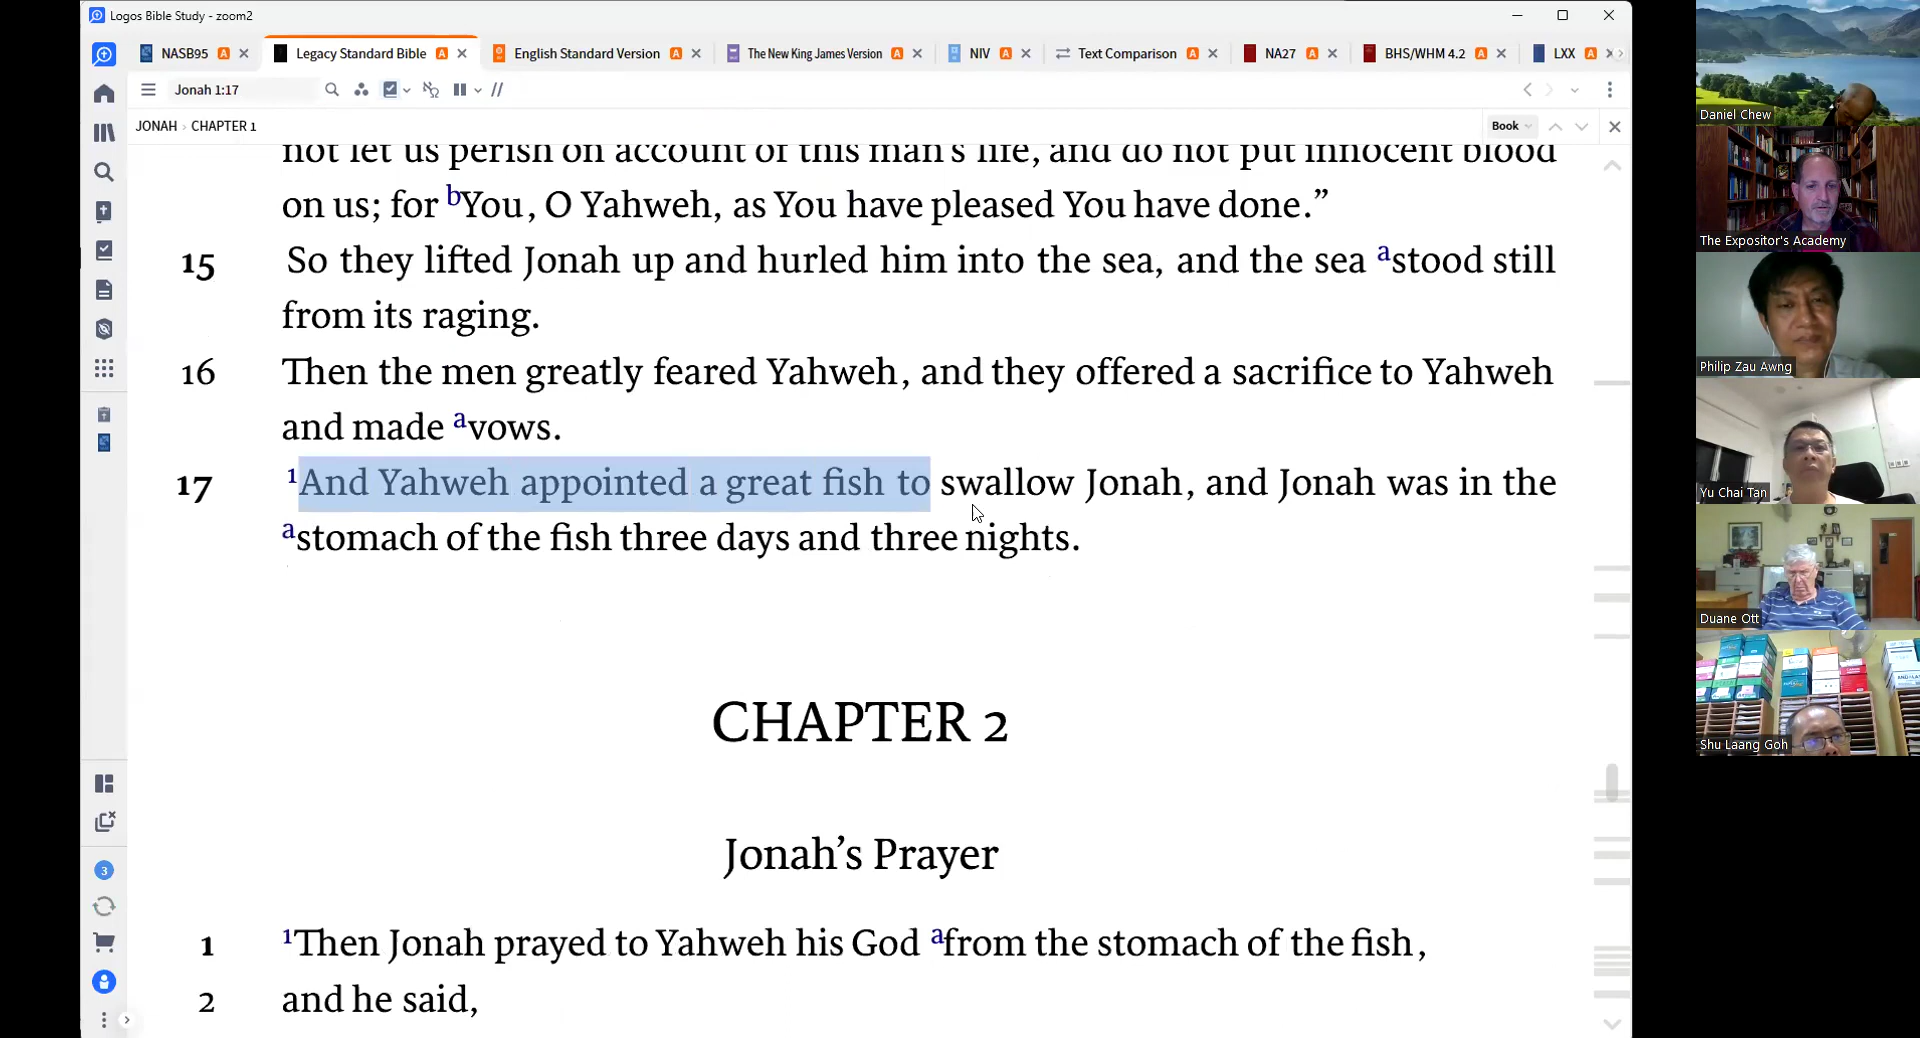 Logos Bible Study - zoom2
NASB95 A Legacy Standard Bible A English Standard Version A The New King James Version A NIV A Text Comparison A NA27 A BHS/WHM 4.2 A LXX A
Jonah 1:17
JONAH › CHAPTER 1
Book
not let us perish on account of this man's life, and do not put innocent blood
on us; for bYou, O Yahweh, as You have pleased You have done.”
15 So they lifted Jonah up and hurled him into the sea, and the sea astood still
from its raging.
16 Then the men greatly feared Yahweh, and they offered a sacrifice to Yahweh
and made avows.
17 1And Yahweh appointed a great fish to swallow Jonah, and Jonah was in the
astomach of the fish three days and three nights.
CHAPTER 2
Jonah’s Prayer
1 1Then Jonah prayed to Yahweh his God afrom the stomach of the fish,
2 and he said,
3
Daniel Chew
The Expositor's Academy
Philip Zau Awng
Yu Chai Tan
Duane Ott
Shu Laang Goh